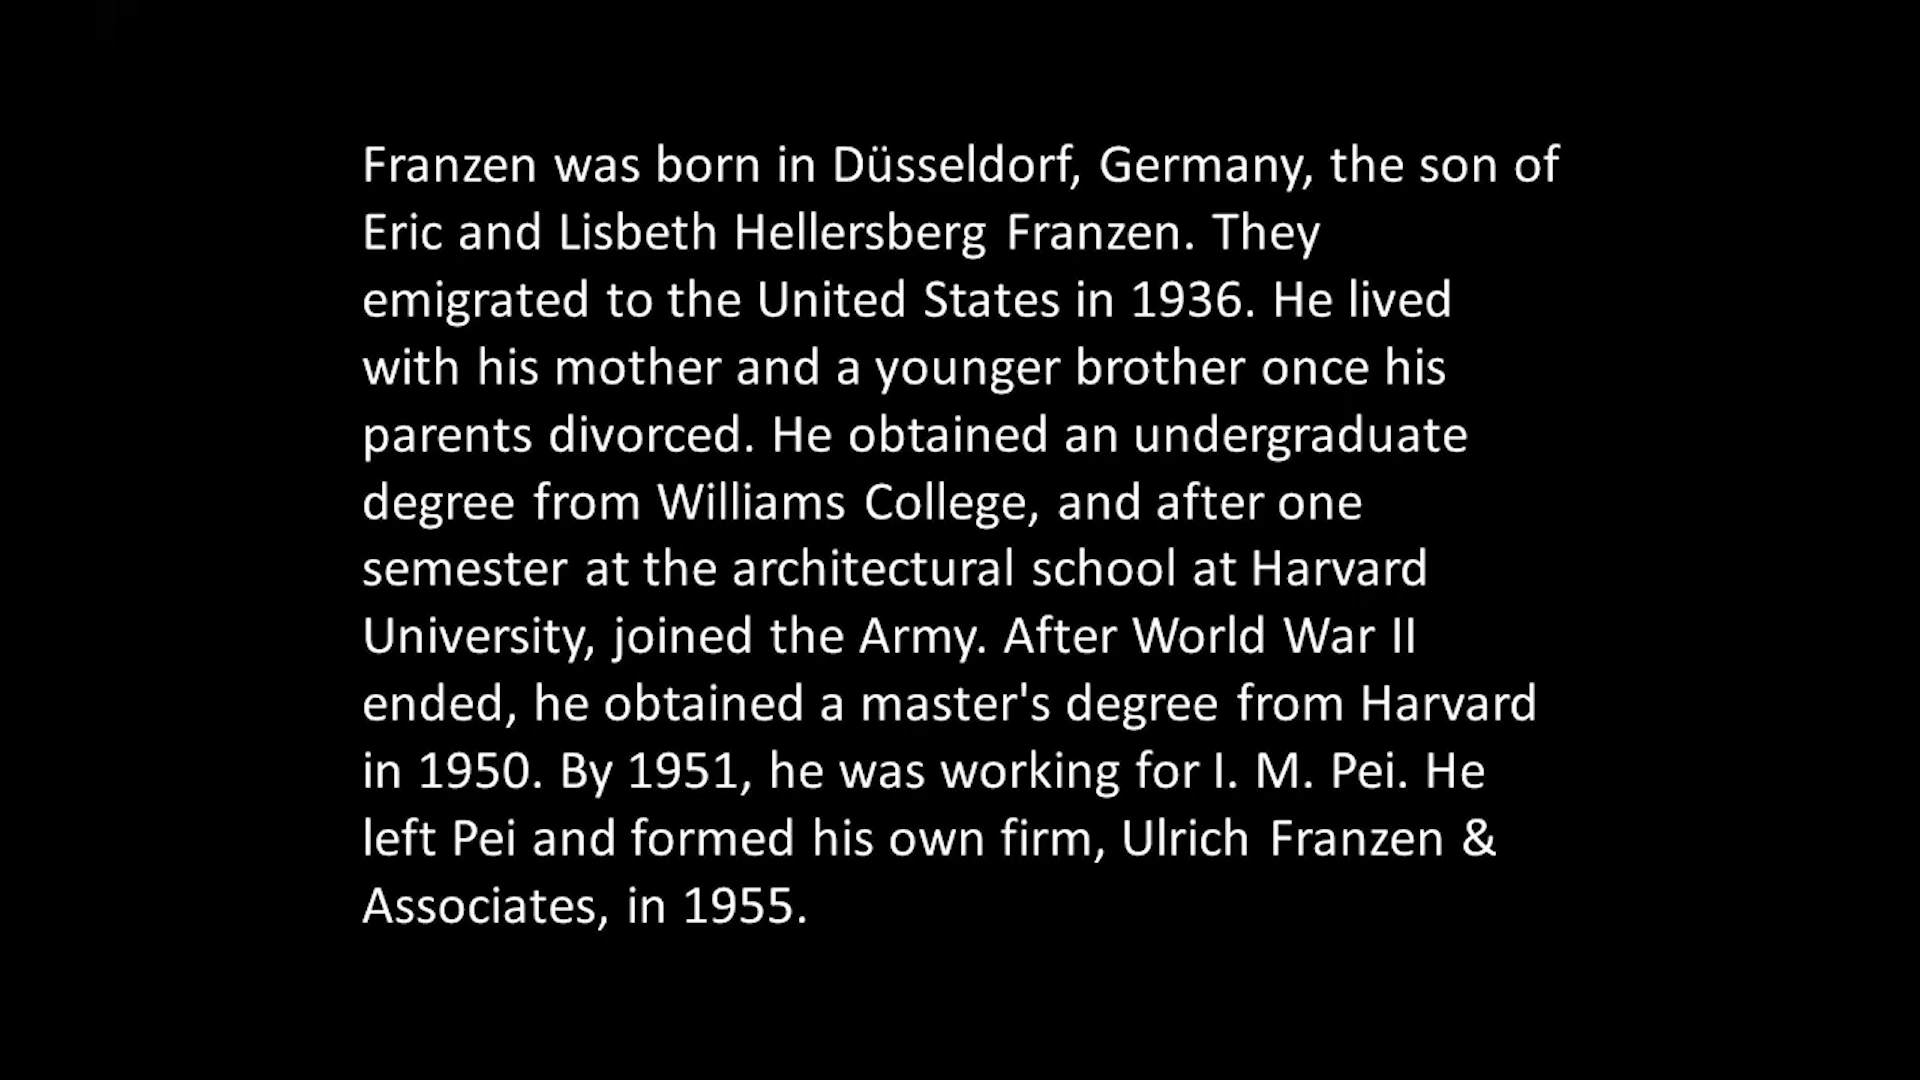 Franzen was born in Düsseldorf, Germany, the son of
Eric and Lisbeth Hellersberg Franzen. They
emigrated to the United States in 1936. He lived
with his mother and a younger brother once his
parents divorced. He obtained an undergraduate
degree from Williams College, and after one
semester at the architectural school at Harvard
University, joined the Army. After World War II
ended, he obtained a master's degree from Harvard
in 1950. By 1951, he was working for I. M. Pei. He
left Pei and formed his own firm, Ulrich Franzen &
Associates, in 1955.